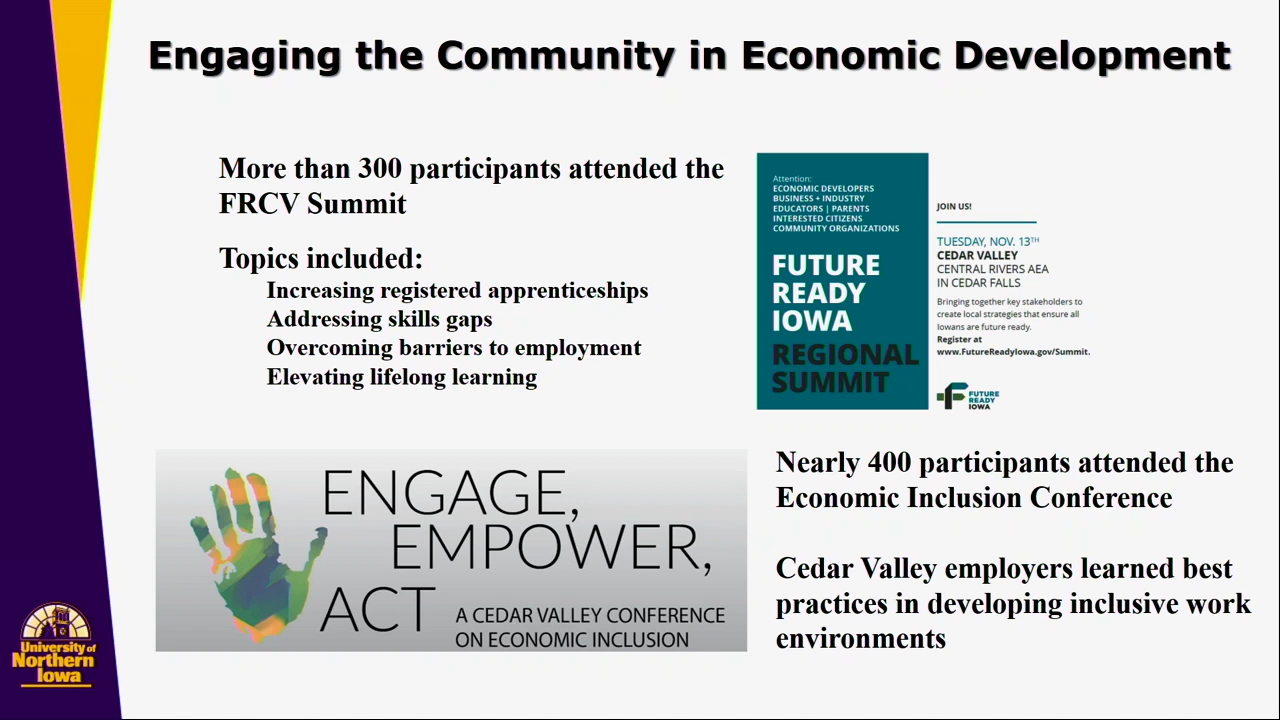 Engaging the Community in Economic Development
More than 300 participants attended the
FRCV Summit
Topics included:
Increasing registered apprenticeships
Addressing skills gaps
Overcoming barriers to employment
Elevating lifelong learning
Attention:
ECONOMIC DEVELOPERS
BUSINESS + INDUSTRY
EDUCATORS | PARENTS
INTERESTED CITIZENS
COMMUNITY ORGANIZATIONS
FUTURE
READY
IOWA
REGIONAL
SUMMIT
JOIN US!
TUESDAY, NOV. 13TH
CEDAR VALLEY
CENTRAL RIVERS AEA
IN CEDAR FALLS
Bringing together key stakeholders to
create local strategies that ensure all
Iowans are future ready.
Register at
www.FutureReadyIowa.gov/Summit.
FUTURE
READY
IOWA
ENGAGE,
EMPOWER,
ACT
A CEDAR VALLEY CONFERENCE
ON ECONOMIC INCLUSION
Nearly 400 participants attended the
Economic Inclusion Conference
Cedar Valley employers learned best
practices in developing inclusive work
environments
University of
Northern
Iowa